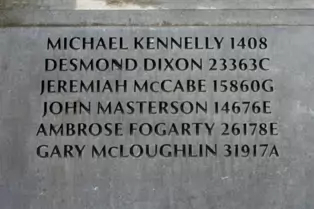 MICHAEL KENNELLY 1408
DESMOND DIXON 23363C
JEREMIAH McCABE 15860G
JOHN MASTERSON 14676E
AMBROSE FOGARTY 26178E
GARY McLOUGHLIN 31917A